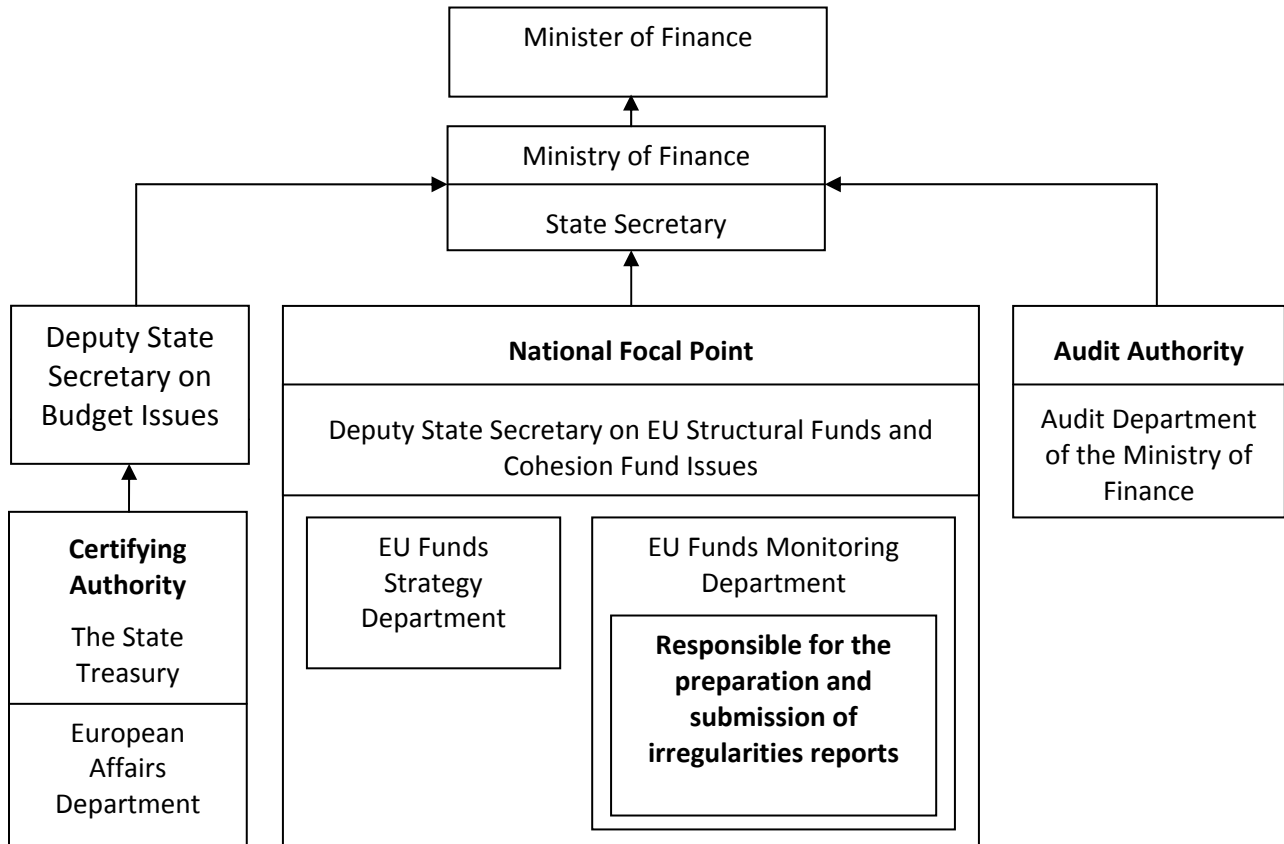 Minister of Finance
Ministry of Finance
State Secretary
Deputy State
Secretary on
Budget Issues
National Focal Point
Deputy State Secretary on EU Structural Funds and
Cohesion Fund Issues
Audit Authority
Audit Department
of the Ministry of
Finance
Certifying
Authority
The State
Treasury
European
Affairs
Department
EU Funds
Strategy
Department
EU Funds Monitoring
Department
Responsible for the
preparation and
submission of
irregularities reports